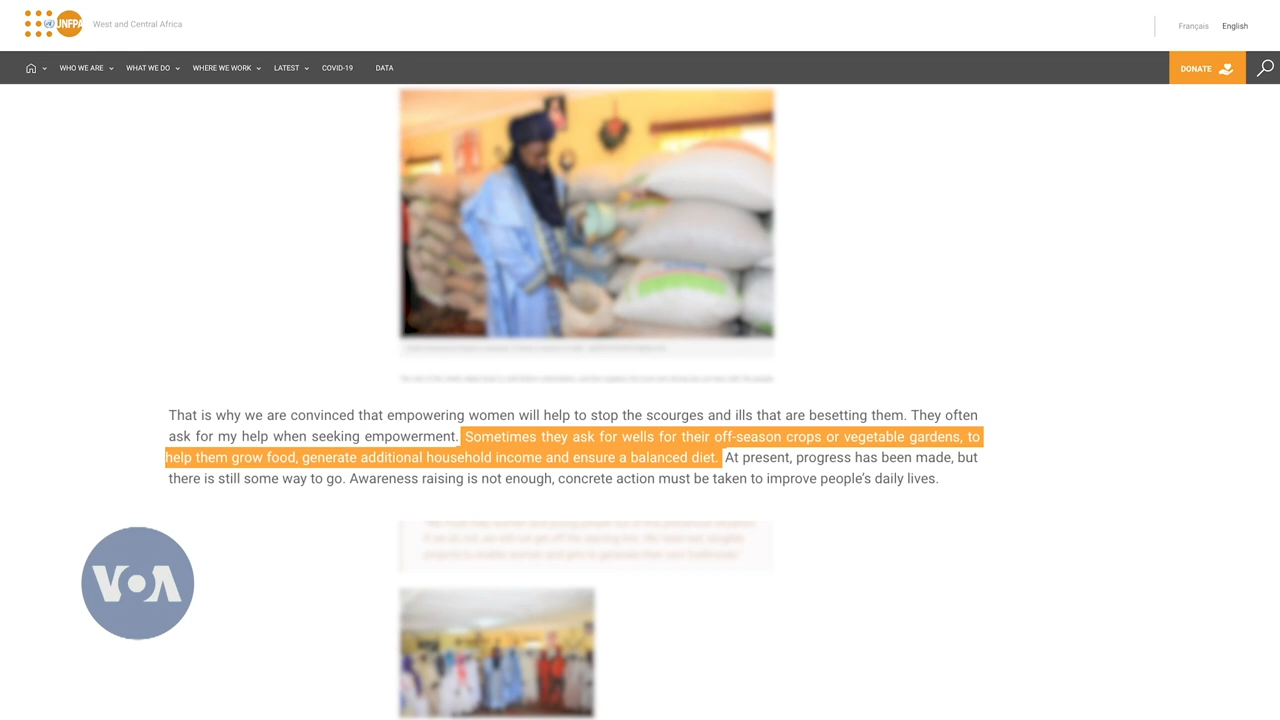 UNFPA
West and Central Africa
Français English
WHO WE ARE WHAT WE DO WHERE WE WORK LATEST COVID-19 DATA
DONATE
That is why we are convinced that empowering women will help to stop the scourges and ills that are besetting them. They often
ask for my help when seeking empowerment. Sometimes they ask for wells for their off-season crops or vegetable gardens, to
help them grow food, generate additional household income and ensure a balanced diet. At present, progress has been made, but
there is still some way to go. Awareness raising is not enough, concrete action must be taken to improve people's daily lives.
VOA